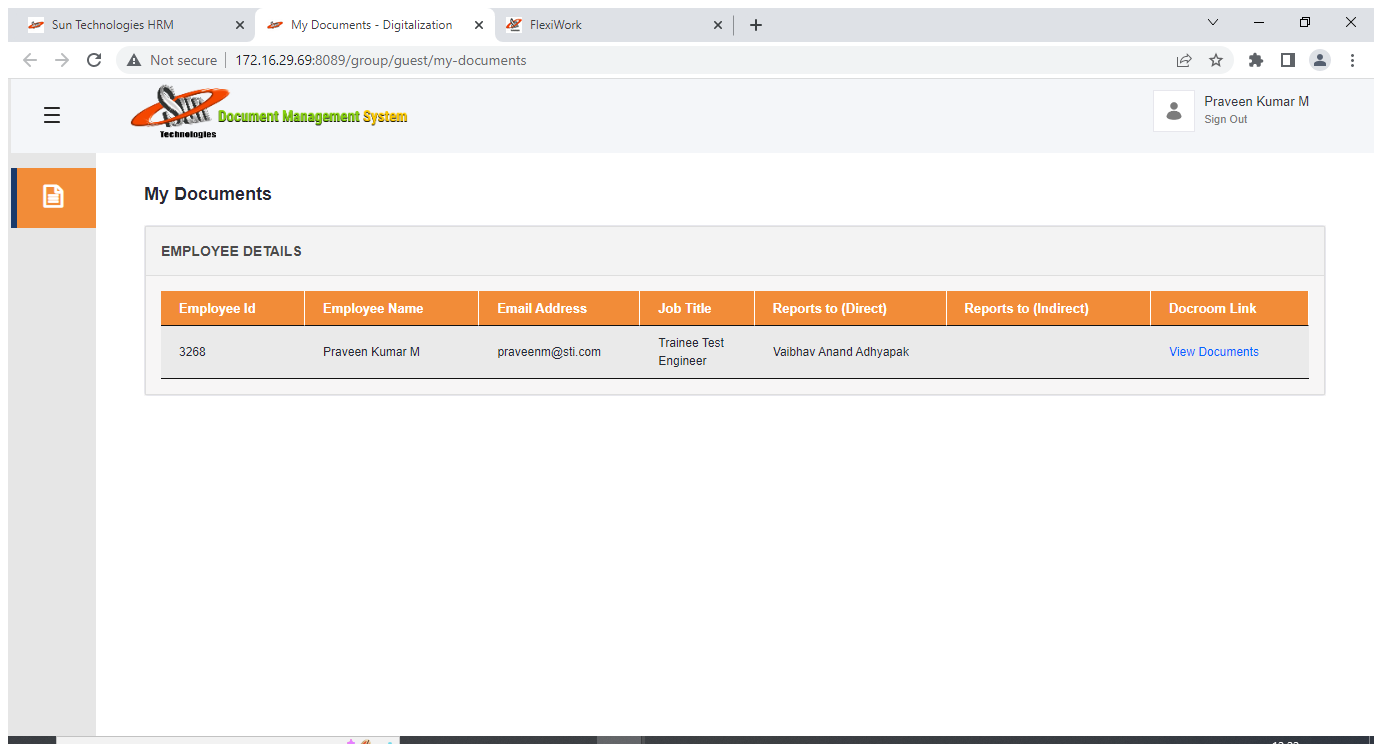 Sun Technologies HRM
My Documents - Digitalization
FlexiWork
Not secure
172.16.29.69:8089/group/guest/my-documents
Sun
Technologies
Document Management System
Praveen Kumar M
Sign Out
My Documents
EMPLOYEE DETAILS
Employee Id
Employee Name
Email Address
Job Title
Reports to (Direct)
Reports to (Indirect)
Docroom Link
3268
Praveen Kumar M
praveenm@sti.com
Trainee Test
Engineer
Vaibhav Anand Adhyapak
View Documents